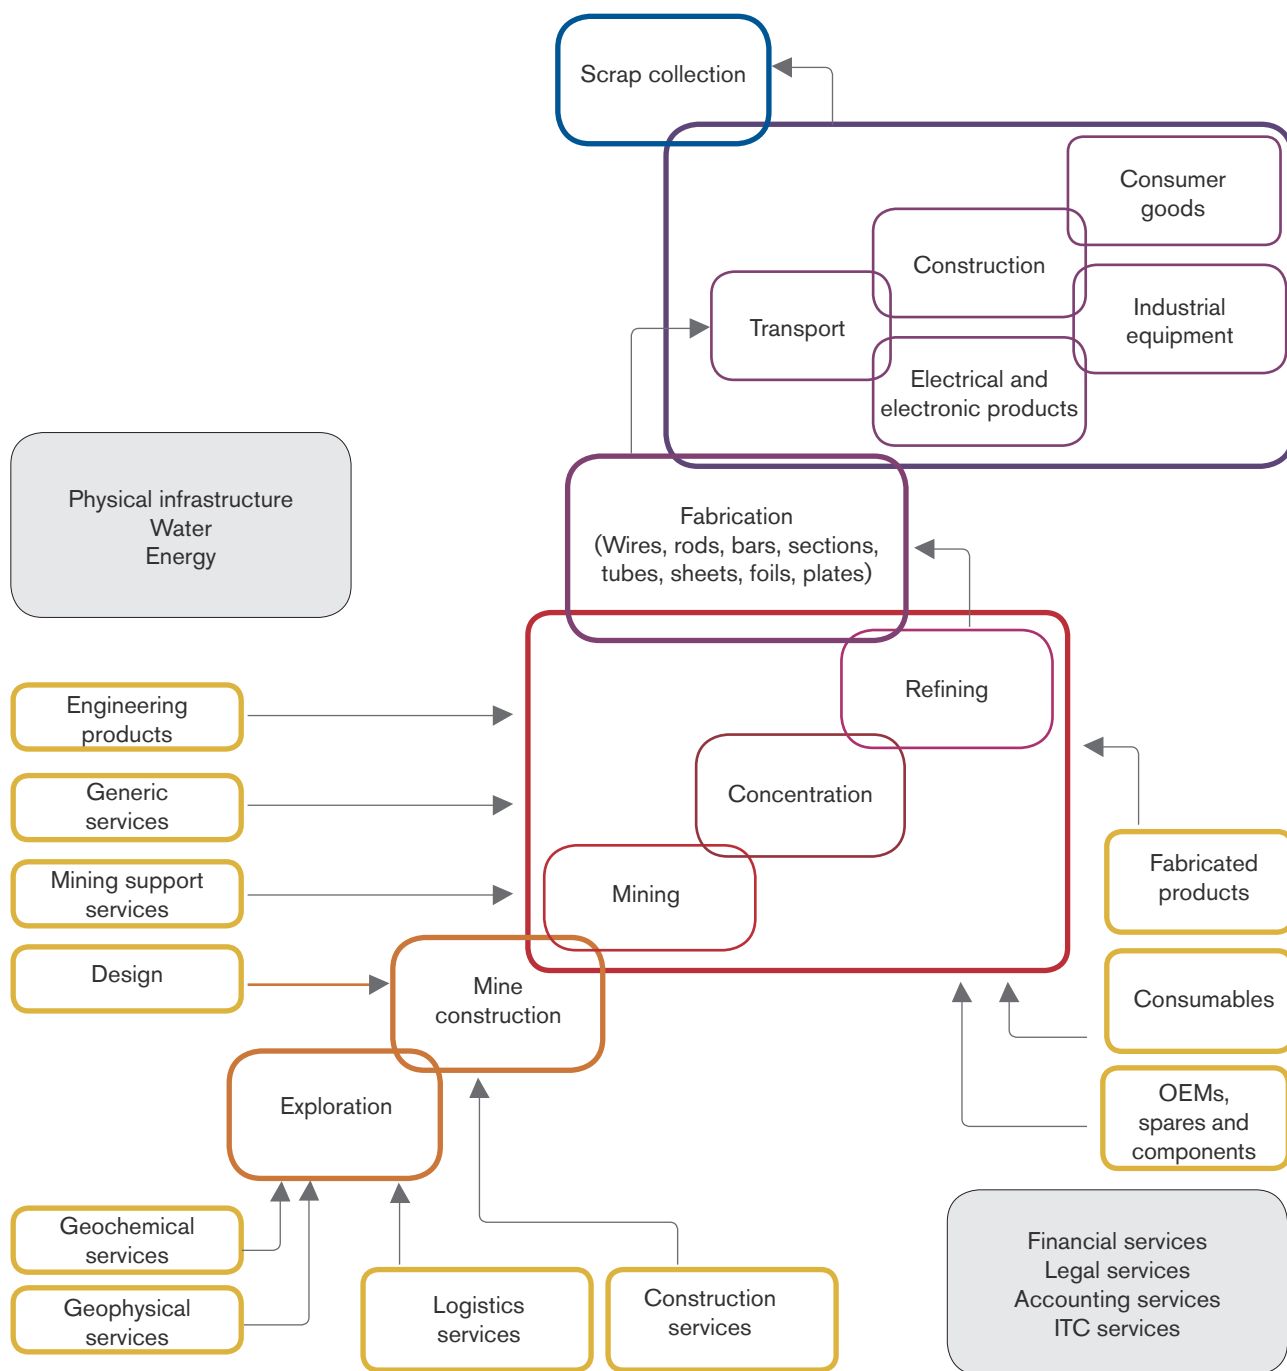 Scrap collection
Consumer
goods
Construction
Transport
Industrial
equipment
Electrical and
electronic products
Physical infrastructure
Water
Energy
Fabrication
(Wires, rods, bars, sections,
tubes, sheets, foils, plates)
Refining
Engineering
products
Generic
services
Concentration
Mining support
services
Mining
Fabricated
products
Design
Mine
construction
Consumables
Exploration
OEMs,
spares and
components
Geochemical
services
Geophysical
services
Logistics
services
Construction
services
Financial services
Legal services
Accounting services
ITC services